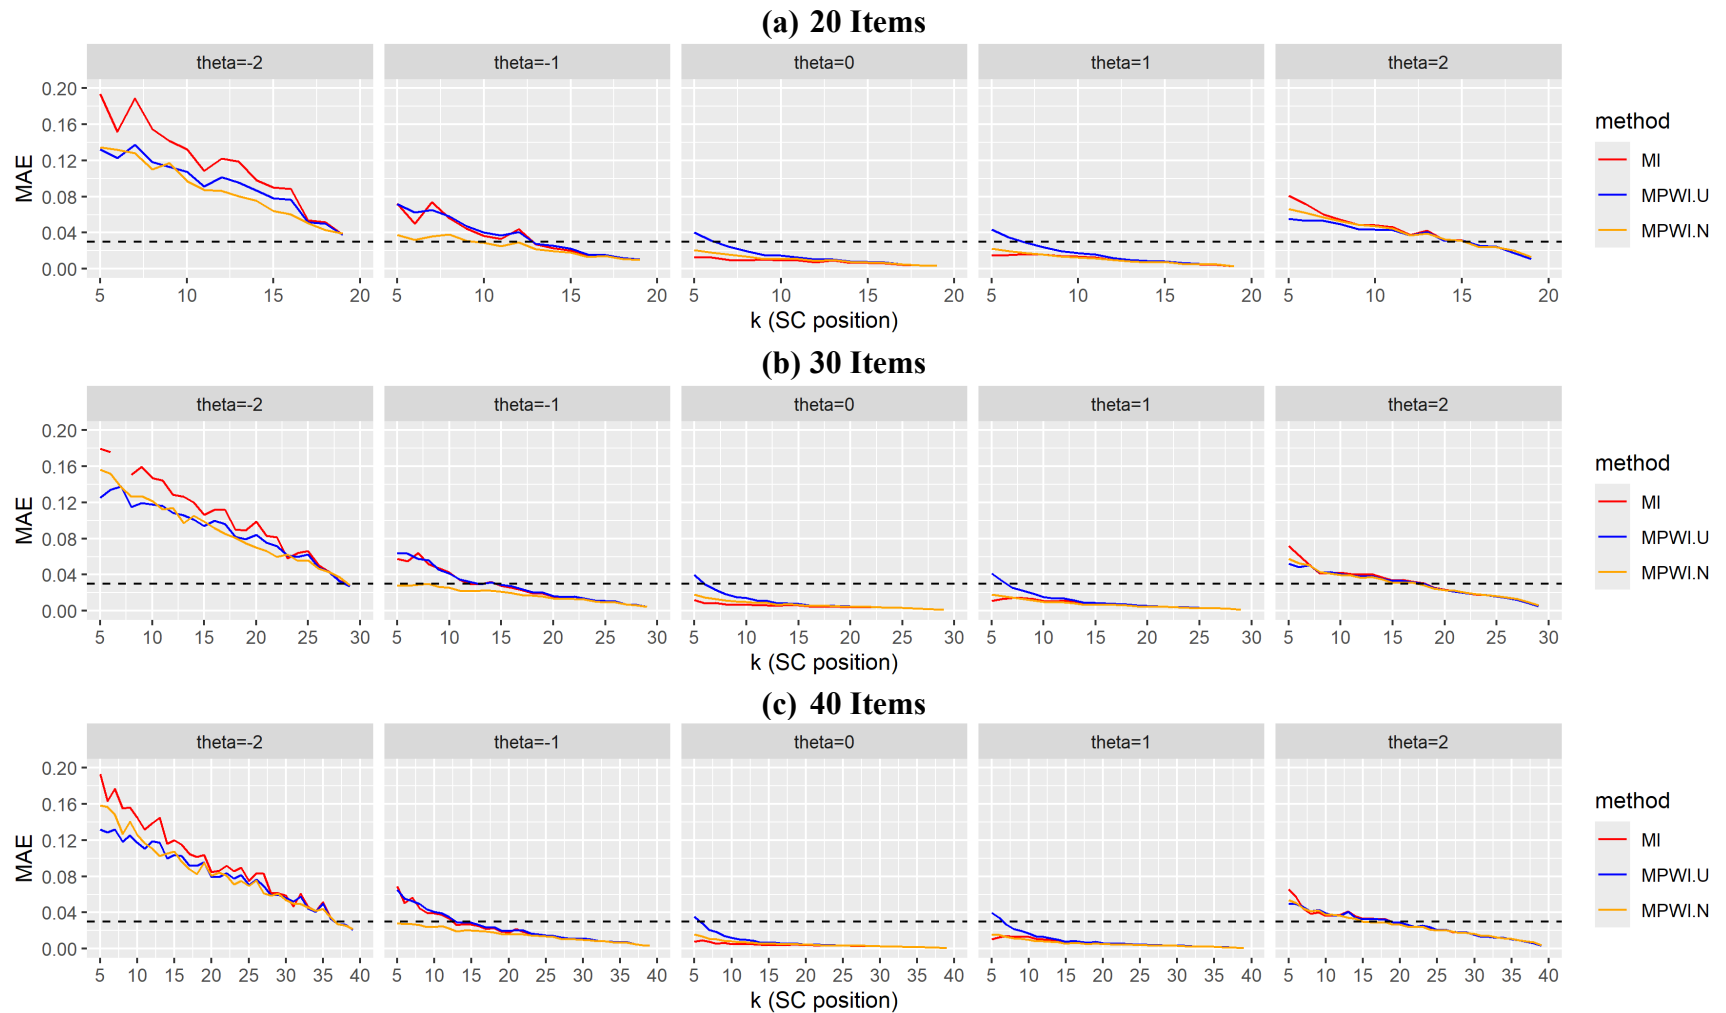 (a) 20 Items
theta=-2 theta=-1 theta=0 theta=1 theta=2
MAE
0.20
0.16
0.12
0.08
0.04
0.00
5 10 15 20 5 10 15 20 5 10 15 20 5 10 15 20 5 10 15 20
k (SC position)
method
MI
MPWI.U
MPWI.N
(b) 30 Items
theta=-2 theta=-1 theta=0 theta=1 theta=2
MAE
0.20
0.16
0.12
0.08
0.04
0.00
5 10 15 20 25 30 5 10 15 20 25 30 5 10 15 20 25 30 5 10 15 20 25 30 5 10 15 20 25 30
k (SC position)
method
MI
MPWI.U
MPWI.N
(c) 40 Items
theta=-2 theta=-1 theta=0 theta=1 theta=2
MAE
0.20
0.16
0.12
0.08
0.04
0.00
5 10 15 20 25 30 35 40 5 10 15 20 25 30 35 40 5 10 15 20 25 30 35 40 5 10 15 20 25 30 35 40 5 10 15 20 25 30 35 40
k (SC position)
method
MI
MPWI.U
MPWI.N